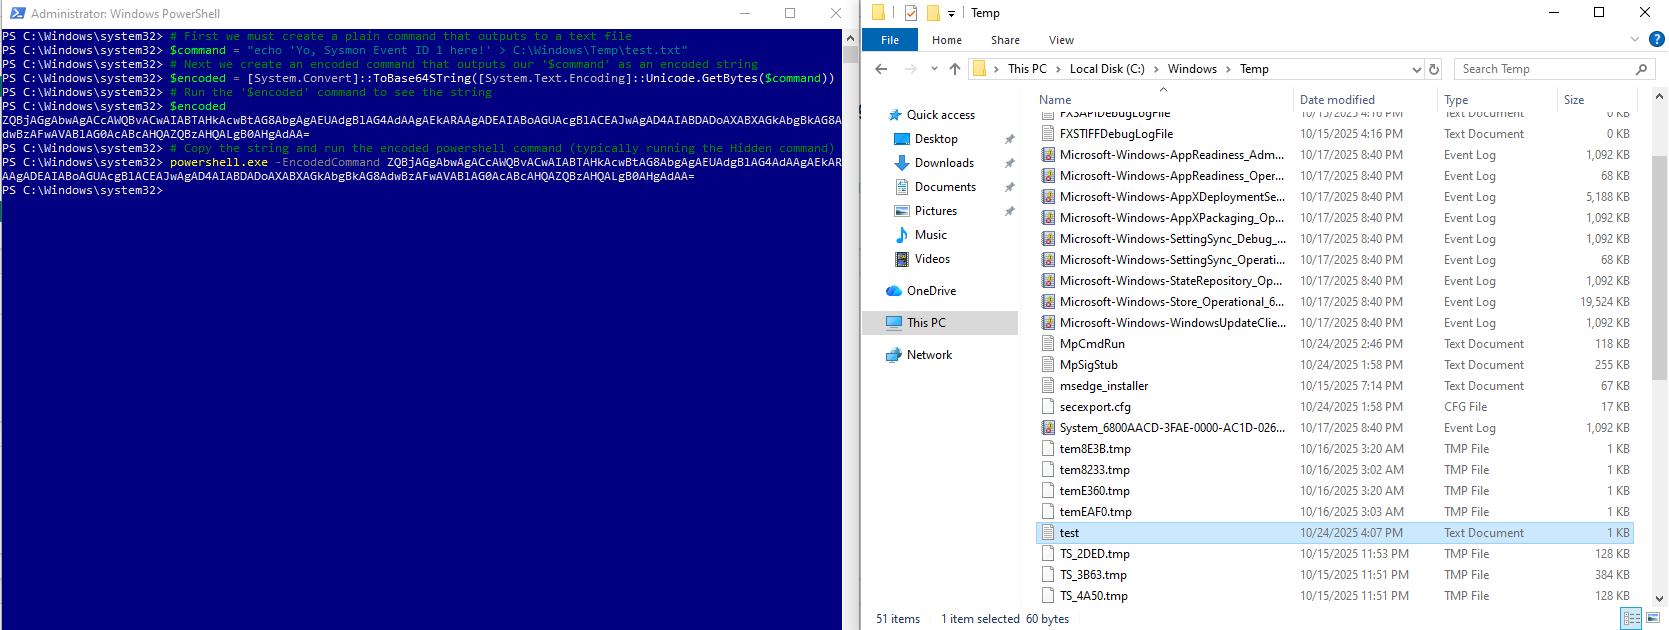 Administrator: Windows PowerShell
PS C:\Windows\system32> # First we must create a plain command that outputs to a text file
PS C:\Windows\system32> $command = "echo 'Yo, Sysmon Event ID 1 here!' > C:\Windows\Temp\test.txt"
PS C:\Windows\system32> # Next we create an encoded command that outputs our '$command' as an encoded string
PS C:\Windows\system32> $encoded = [System.Convert]::ToBase64STring([System.Text.Encoding]::Unicode.GetBytes($command))
PS C:\Windows\system32> # Run the '$encoded' command to see the string
PS C:\Windows\system32> $encoded
ZQBjAGgAbwAgACcAWQBvACwAIABTAHkAcwBtAG8AbgAgAEUAdgBlAG4AdAAgAEkARAAgADEAIABoAGUAcgBlACEAJwAgAD4AIABDADoAXABXAGkAbgBkAG8A
dwBzAFwAVABlAG0AcABcAHQAZQBzAHQALgB0AHgAdAA=
PS C:\Windows\system32> # Copy the string and run the encoded powershell command (typically running the Hidden command)
PS C:\Windows\system32> powershell.exe -EncodedCommand ZQBjAGgAbwAgACcAWQBvACwAIABTAHkAcwBtAG8AbgAgAEUAdgBlAG4AdAAgAEkAR
AAgADEAIABoAGUAcgBlACEAJwAgAD4AIABDADoAXABXAGkAbgBkAG8AdwBzAFwAVABlAG0AcABcAHQAZQBzAHQALgB0AHgAdAA=
PS C:\Windows\system32>
Temp
File Home Share View
This PC > Local Disk (C:) > Windows > Temp
Search Temp
Quick access
Desktop
Downloads
Documents
Pictures
Music
Videos
OneDrive
This PC
Network
Name Date modified Type Size
FXSAPIDebugLogFile 10/15/2025 4:16 PM Text Document 0 KB
FXSTIFFDebugLogFile 10/15/2025 4:16 PM Text Document 0 KB
Microsoft-Windows-AppReadiness_Adm... 10/17/2025 8:40 PM Event Log 1,092 KB
Microsoft-Windows-AppReadiness_Oper... 10/17/2025 8:40 PM Event Log 68 KB
Microsoft-Windows-AppXDeploymentSe... 10/17/2025 8:40 PM Event Log 5,188 KB
Microsoft-Windows-AppXPackaging_Op... 10/17/2025 8:40 PM Event Log 1,092 KB
Microsoft-Windows-SettingSync_Debug_... 10/17/2025 8:40 PM Event Log 1,092 KB
Microsoft-Windows-SettingSync_Operati... 10/17/2025 8:40 PM Event Log 68 KB
Microsoft-Windows-StateRepository_Op... 10/17/2025 8:40 PM Event Log 1,092 KB
Microsoft-Windows-Store_Operational_6... 10/17/2025 8:40 PM Event Log 19,524 KB
Microsoft-Windows-WindowsUpdateClie... 10/17/2025 8:40 PM Event Log 1,092 KB
MpCmdRun 10/24/2025 2:46 PM Text Document 118 KB
MpSigStub 10/24/2025 1:58 PM Text Document 255 KB
msedge_installer 10/15/2025 7:14 PM Text Document 67 KB
secexport.cfg 10/24/2025 1:58 PM CFG File 17 KB
System_6800AACD-3FAE-0000-AC1D-026... 10/17/2025 8:40 PM Event Log 1,092 KB
tem8E3B.tmp 10/16/2025 3:20 AM TMP File 1 KB
tem8233.tmp 10/16/2025 3:02 AM TMP File 1 KB
temE360.tmp 10/16/2025 3:20 AM TMP File 1 KB
temEAF0.tmp 10/16/2025 3:03 AM TMP File 1 KB
test 10/24/2025 4:07 PM Text Document 1 KB
TS_2DED.tmp 10/15/2025 11:53 PM TMP File 128 KB
TS_3B63.tmp 10/15/2025 11:51 PM TMP File 384 KB
TS_4A50.tmp 10/15/2025 11:51 PM TMP File 128 KB
51 items 1 item selected 60 bytes